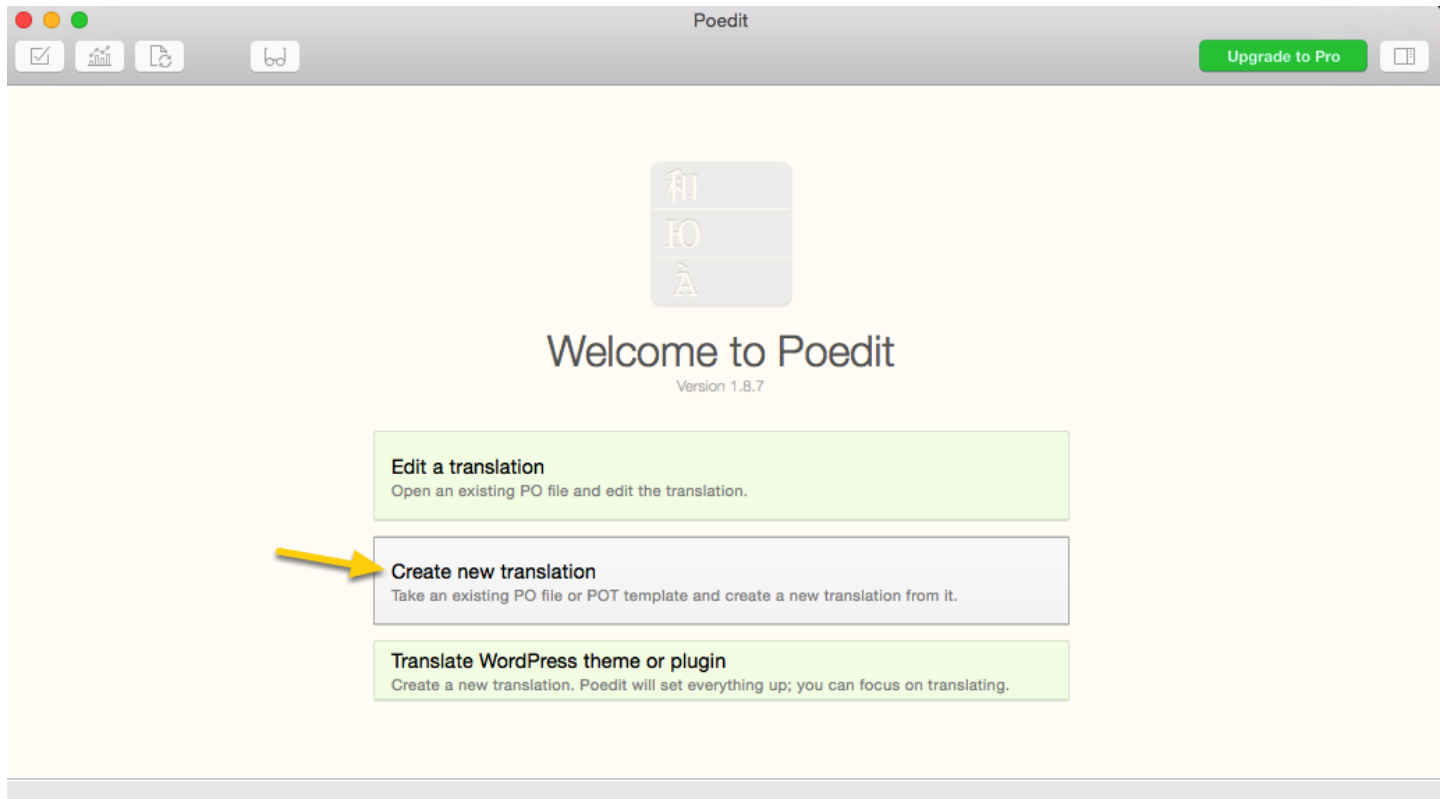 Poedit
Upgrade to Pro
和
Ю
À
Welcome to Poedit
Version 1.8.7
Edit a translation
Open an existing PO file and edit the translation.
Create new translation
Take an existing PO file or POT template and create a new translation from it.
Translate WordPress theme or plugin
Create a new translation. Poedit will set everything up; you can focus on translating.